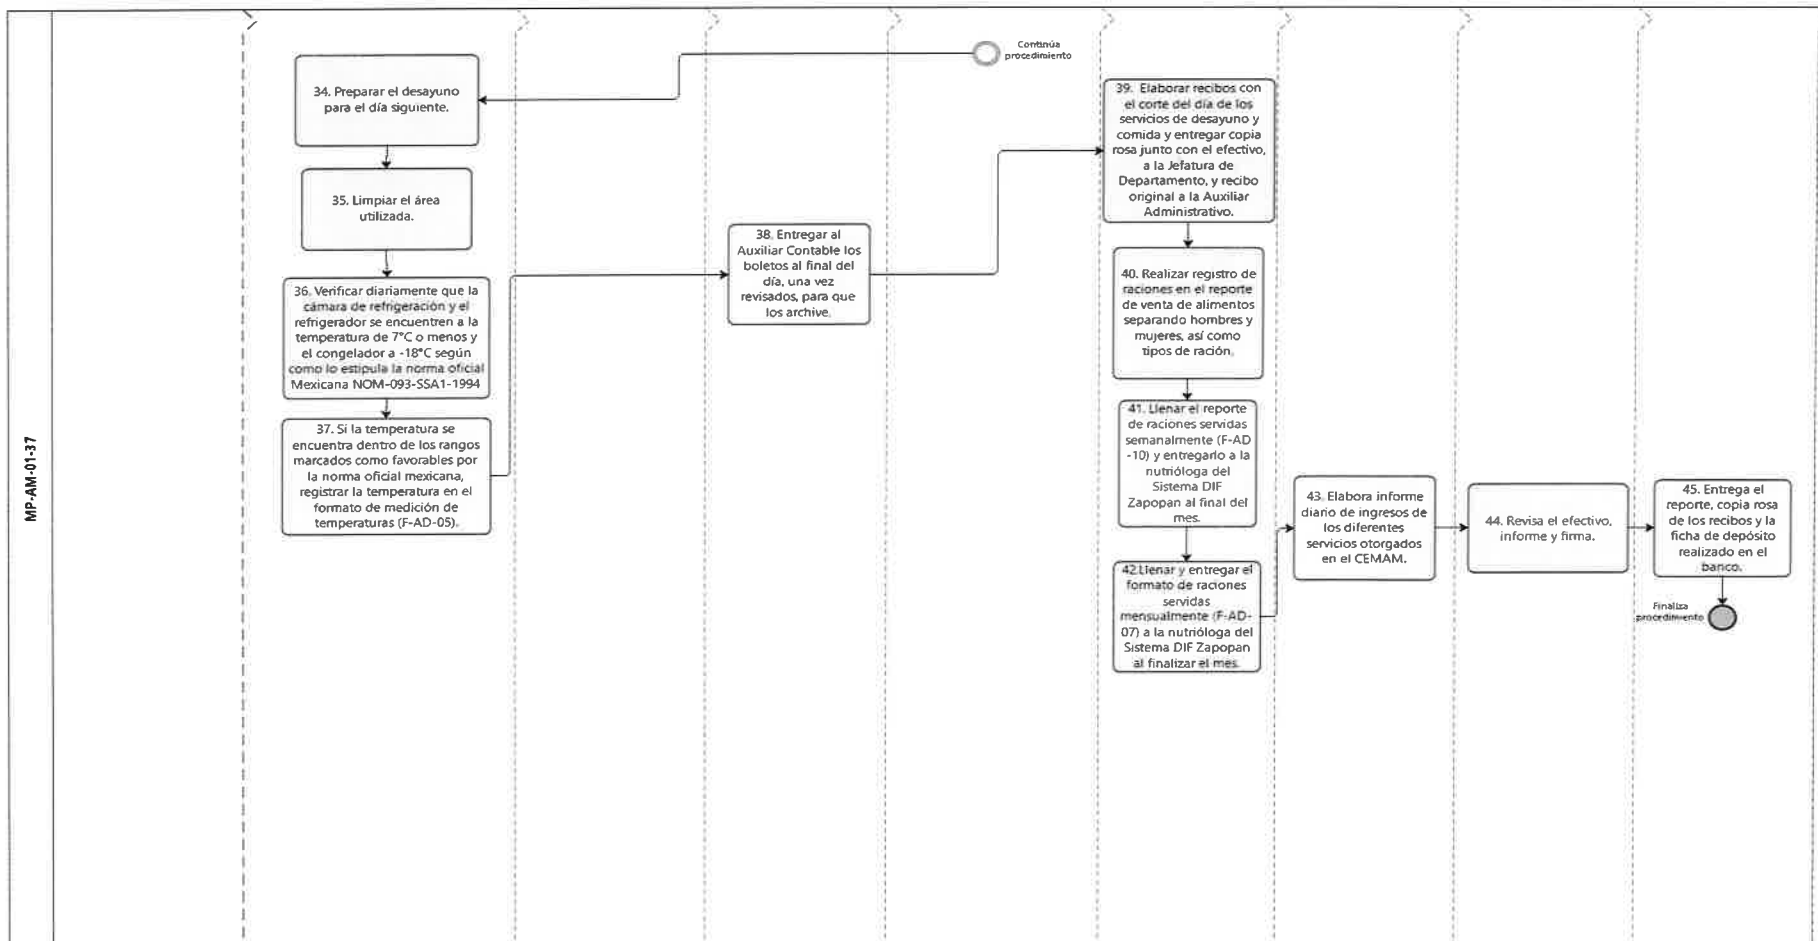 MP-AM-01-37
Continúa
procedimiento
34. Preparar el desayuno
para el día siguiente.
35. Limpiar el área
utilizada.
36. Verificar diariamente que la
cámara de refrigeración y el
refrigerador se encuentren a la
temperatura de 7°C o menos y
el congelador a -18°C según
como lo estipula la norma oficial
Mexicana NOM-093-SSA1-1994
37. Si la temperatura se
encuentra dentro de los rangos
marcados como favorables por
la norma oficial mexicana,
registrar la temperatura en el
formato de medición de
temperaturas (F-AD-05).
38. Entregar al
Auxiliar Contable los
boletos al final del
día, una vez
revisados, para que
los archive.
39. Elaborar recibos con
el corte del día de los
servicios de desayuno y
comida y entregar copia
rosa junto con el efectivo,
a la Jefatura de
Departamento, y recibo
original a la Auxiliar
Administrativo.
40. Realizar registro de
raciones en el reporte
de venta de alimentos
separando hombres y
mujeres, así como
tipos de ración.
41. Llenar el reporte
de raciones servidas
semanalmente (F-AD
-10) y entregarlo a la
nutrióloga del
Sistema DIF
Zapopan al final del
mes.
42.Llenar y entregar el
formato de raciones
servidas
mensualmente (F-AD-
07) a la nutrióloga del
Sistema DIF Zapopan
al finalizar el mes.
43. Elabora informe
diario de ingresos de
los diferentes
servicios otorgados
en el CEMAM.
44. Revisa el efectivo,
informe y firma.
45. Entrega el
reporte, copia rosa
de los recibos y la
ficha de depósito
realizado en el
banco.
Finaliza
procedimiento